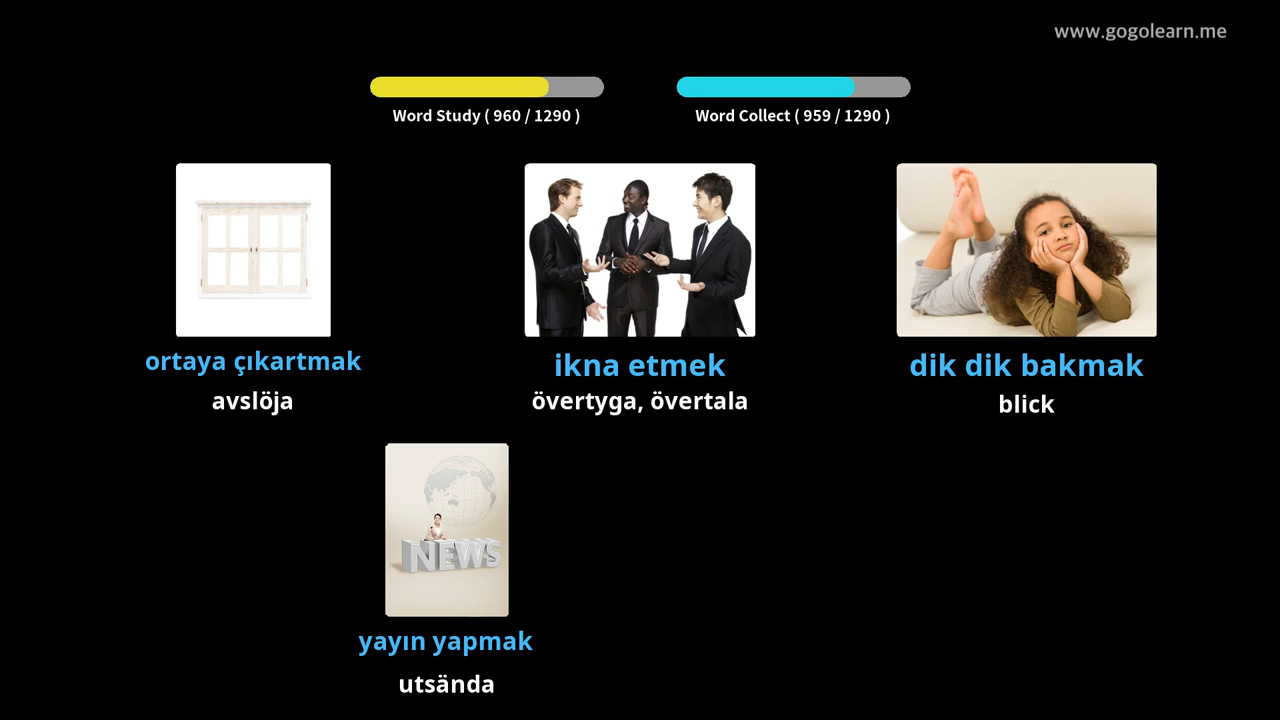 www.gogolearn.me
Word Study ( 960 / 1290 )
Word Collect ( 959 / 1290 )
ortaya çıkartmak
avslöja
ikna etmek
övertyga, övertala
dik dik bakmak
blick
NEWS
yayın yapmak
utsända